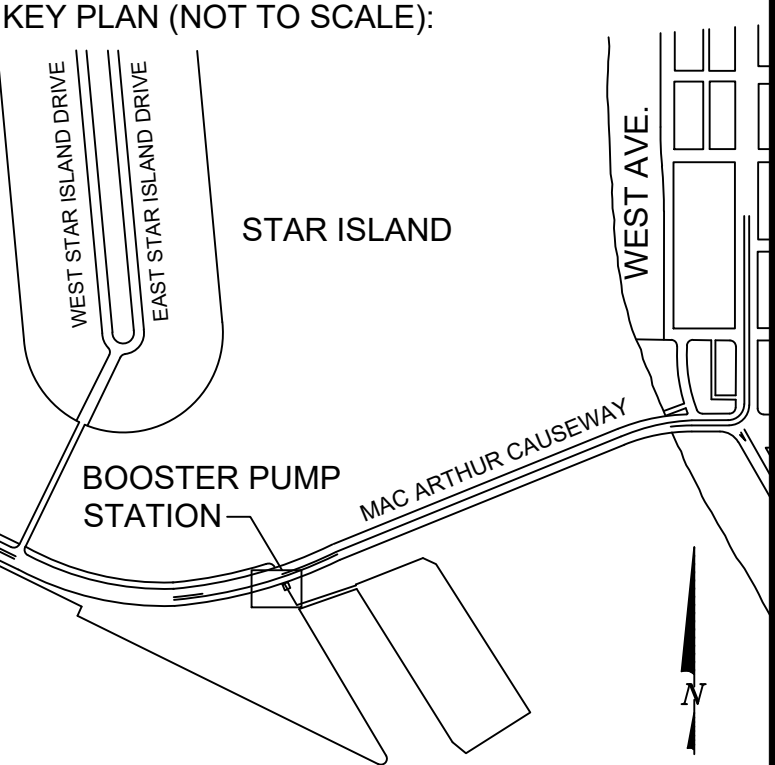 KEY PLAN (NOT TO SCALE):
WEST STAR ISLAND DRIVE
EAST STAR ISLAND DRIVE
STAR ISLAND
WEST AVE.
MAC ARTHUR CAUSEWAY
BOOSTER PUMP
STATION
N